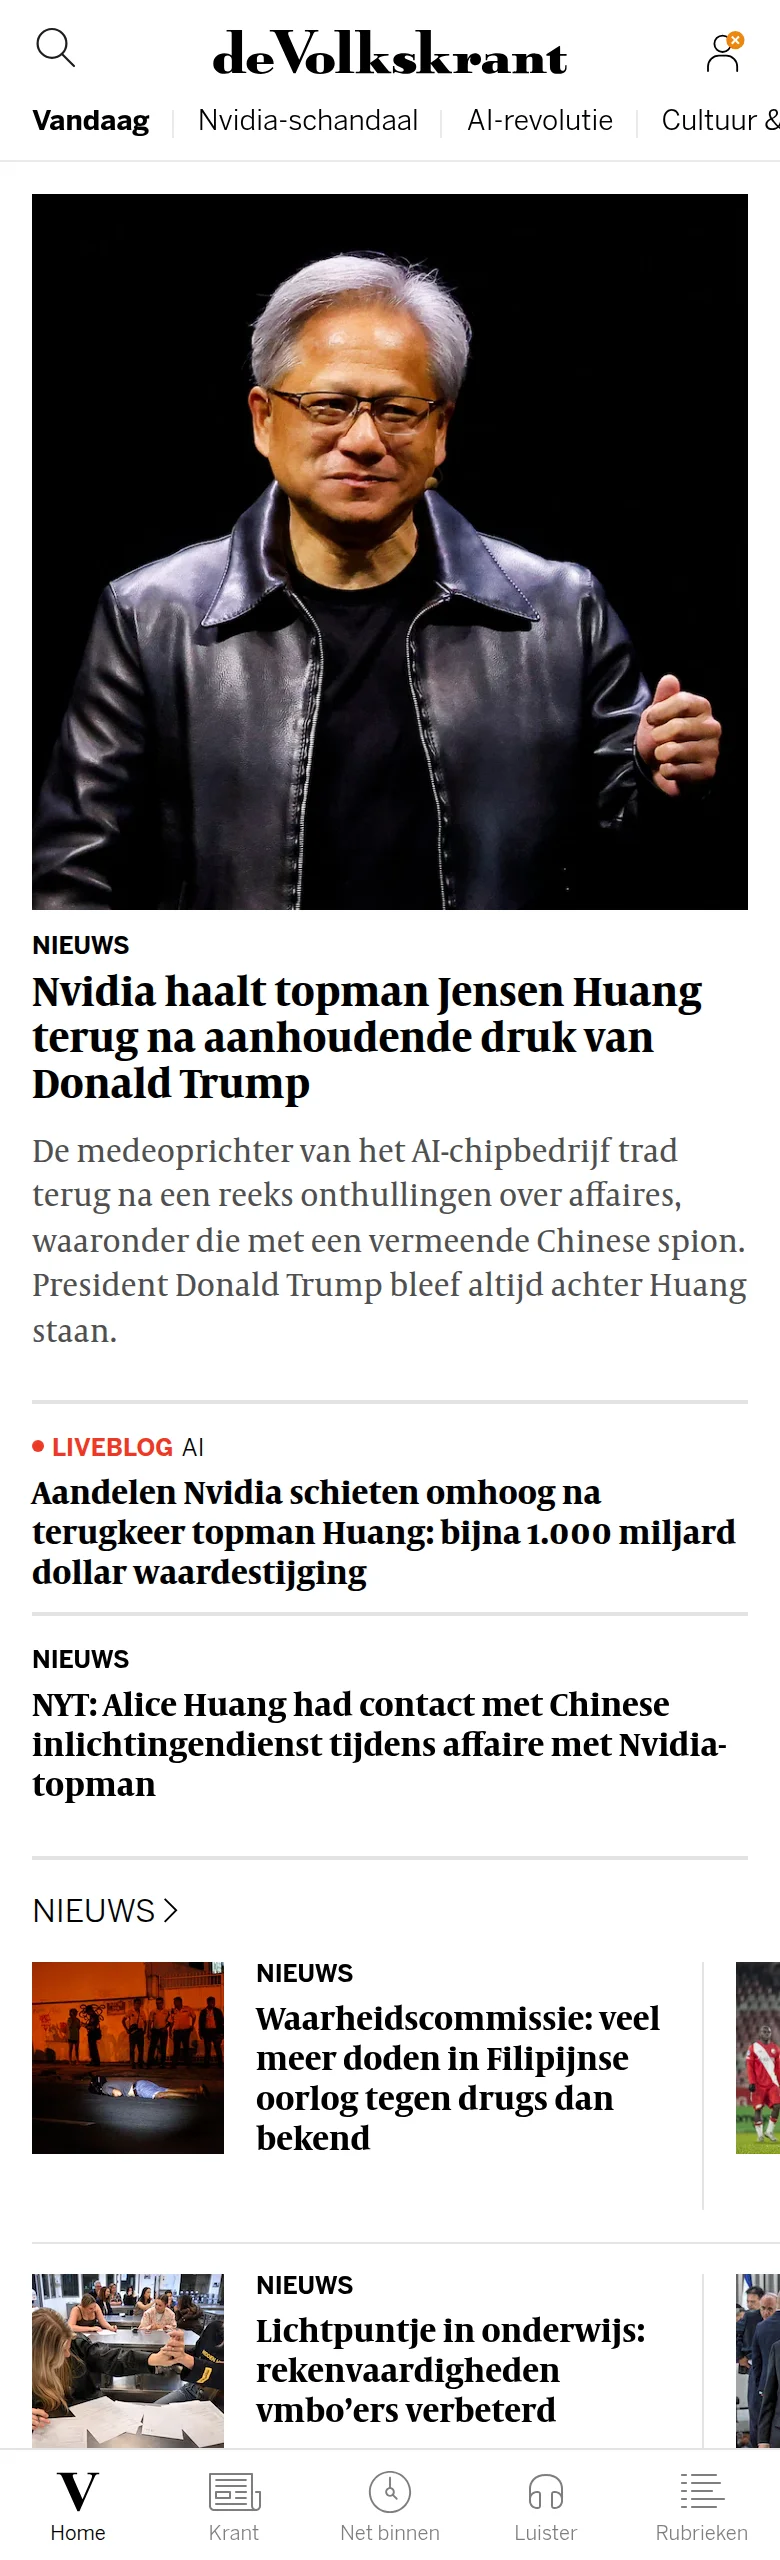 deVolkskrant
Vandaag
Nvidia-schandaal
AI-revolutie
Cultuur &
NIEUWS
Nvidia haalt topman Jensen Huang
terug na aanhoudende druk van
Donald Trump
De medeoprichter van het AI-chipbedrijf trad
terug na een reeks onthullingen over affaires,
waaronder die met een vermeende Chinese spion.
President Donald Trump bleef altijd achter Huang
staan.
LIVEBLOG AI
Aandelen Nvidia schieten omhoog na
terugkeer topman Huang: bijna 1.000 miljard
dollar waardestijging
NIEUWS
NYT: Alice Huang had contact met Chinese
inlichtingendienst tijdens affaire met Nvidia-
topman
NIEUWS
NIEUWS
Waarheidscommissie: veel
meer doden in Filipijnse
oorlog tegen drugs dan
bekend
NIEUWS
Lichtpuntje in onderwijs:
rekenvaardigheden
vmbo’ers verbeterd
V
Home
Krant
Net binnen
Luister
Rubrieken